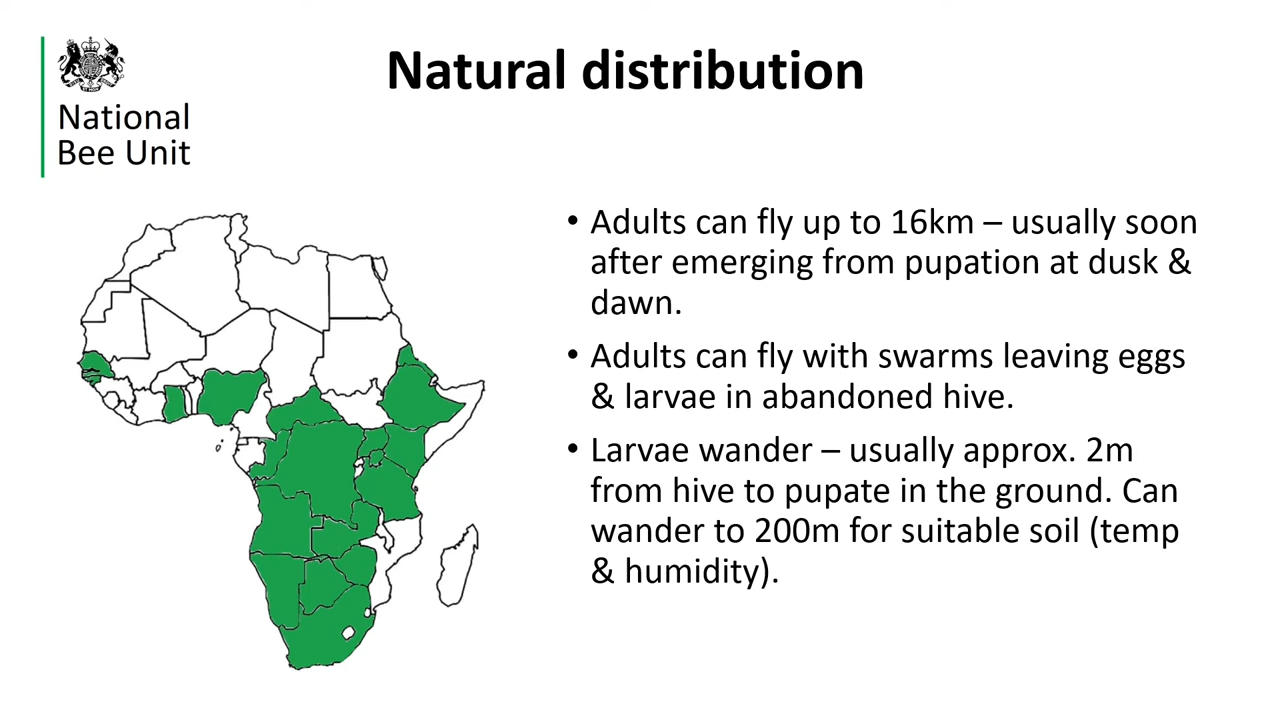 National
Bee Unit
Natural distribution
• Adults can fly up to 16km – usually soon
after emerging from pupation at dusk &
dawn.
• Adults can fly with swarms leaving eggs
& larvae in abandoned hive.
• Larvae wander – usually approx. 2m
from hive to pupate in the ground. Can
wander to 200m for suitable soil (temp
& humidity).